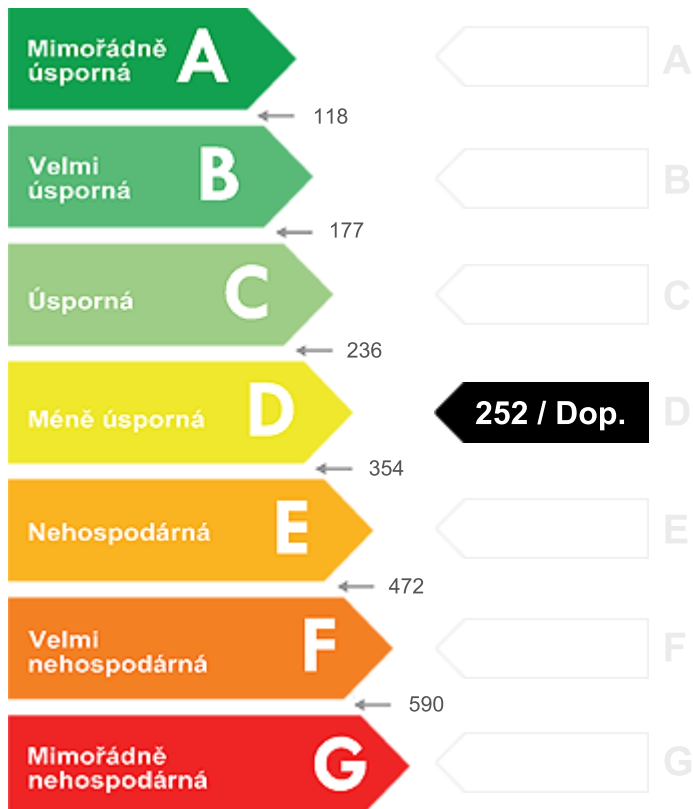 Mimořádně
úsporná
A
A
118
Velmi
úsporná
B
B
177
Úsporná
C
C
236
Méně úsporná
D
252 / Dop.
D
354
Nehospodárná
E
E
472
Velmi
nehospodárná
F
F
590
Mimořádně
nehospodárná
G
G